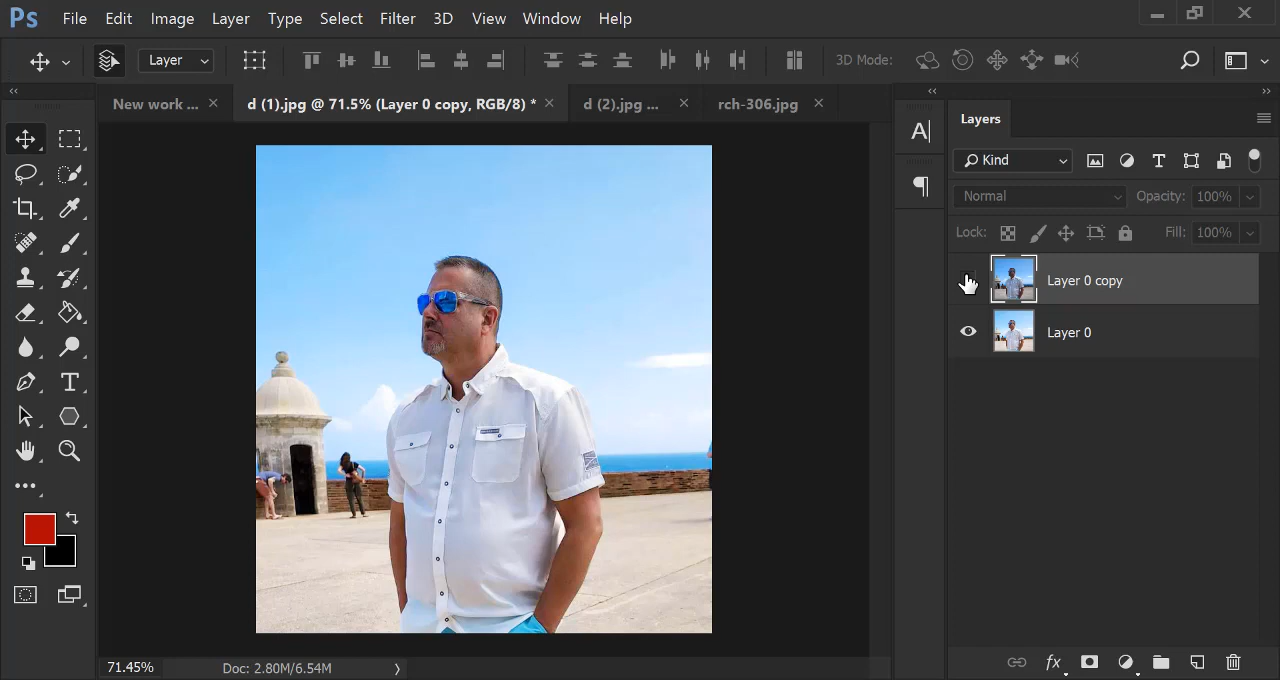 Ps File Edit Image Layer Type Select Filter 3D View Window Help
Layer 3D Mode:
New work ... × d (1).jpg @ 71.5% (Layer 0 copy, RGB/8) * × d (2).jpg ... × rch-306.jpg ×
Layers
Kind
Normal Opacity: 100%
Lock: Fill: 100%
Layer 0 copy
Layer 0
71.45% Doc: 2.80M/6.54M